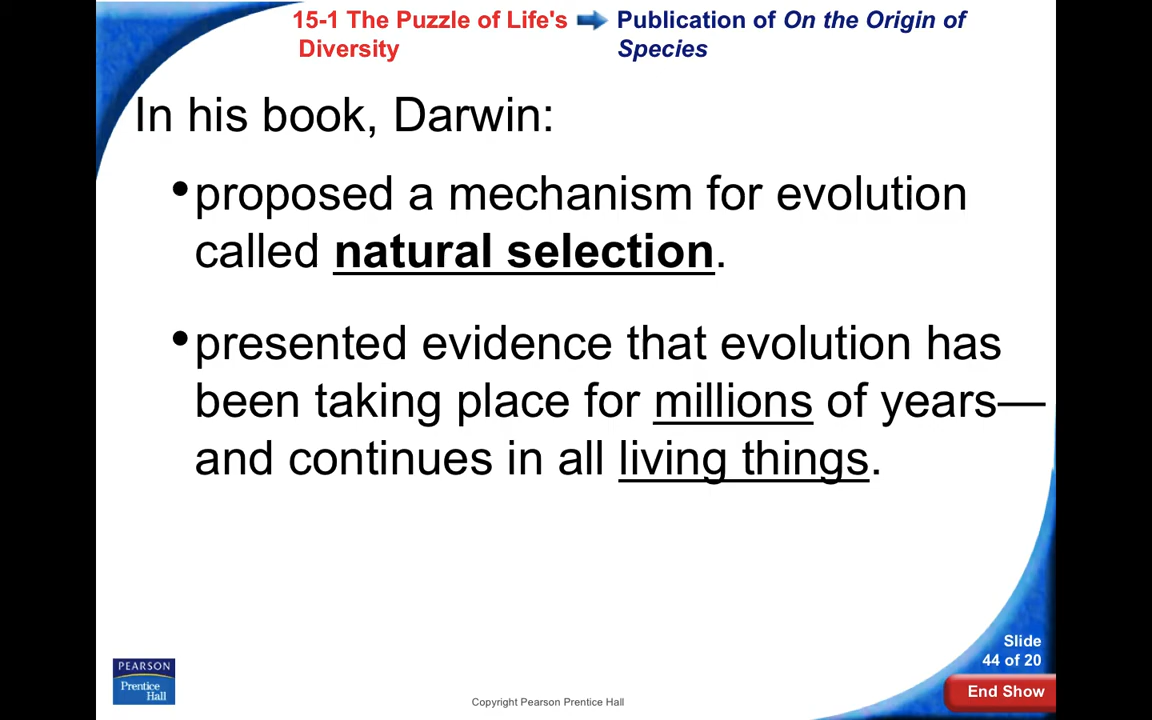 15-1 The Puzzle of Life's
Diversity
Publication of On the Origin of
Species
In his book, Darwin:
•proposed a mechanism for evolution
called natural selection.
•presented evidence that evolution has
been taking place for millions of years—
and continues in all living things.
Slide
44 of 20
End Show
PEARSON
Prentice
Hall
Copyright Pearson Prentice Hall